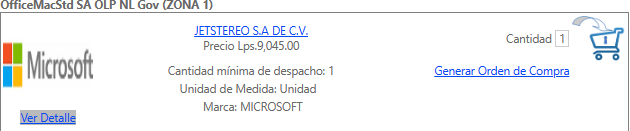 OfficeMacStd SA OLP NL Gov (ZONA 1)
JETSTEREO S.A DE C.V.
Precio Lps.9,045.00
Cantidad 1
Microsoft
Cantidad mínima de despacho: 1
Generar Orden de Compra
Unidad de Medida: Unidad
Marca: MICROSOFT
Ver Detalle